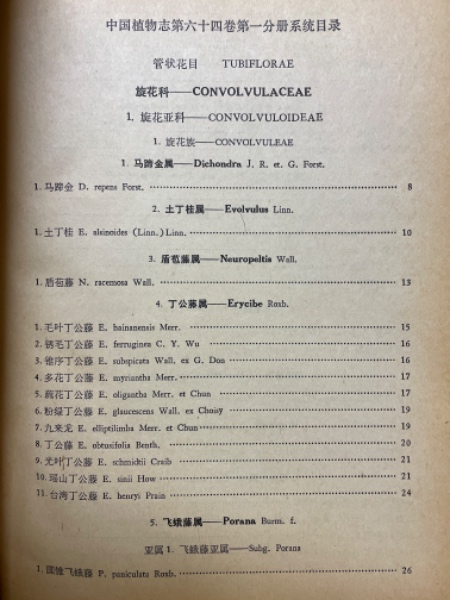 中国植物志第六十四卷第一分册系统目录
管状花目 TUBIFLORAE
旋花科——CONVOLVULACEAE
1. 旋花亚科——CONVOLVULOIDEAE
1. 旋花族——CONVOLVULEAE
1. 马蹄金属——Dichondra J. R. et. G. Forst.
1. 马蹄金 D. repens Forst. 8
2. 土丁桂属——Evolvulus Linn.
1. 土丁桂 E. alsinoides (Linn.) Linn. 10
3. 盾苞藤属——Neuropeltis Wall.
1. 盾苞藤 N. racemosa Wall. 13
4. 丁公藤属——Erycibe Roxb.
1. 毛叶丁公藤 E. hainanensis Merr. 15
2. 锈毛丁公藤 E. ferruginea C. Y. Wu 16
3. 锥序丁公藤 E. subspicata Wall. ex G. Don 16
4. 多花丁公藤 E. myriantha Merr. 17
5. 疏花丁公藤 E. oligantha Merr. et Chun 17
6. 粉绿丁公藤 E. glaucescens Wall. ex Choisy 19
7. 九来龙 E. elliptilimba Merr. et Chun 19
8. 丁公藤 E. obtusifolia Benth. 20
9. 光叶丁公藤 E. schmidtii Craib 21
10. 瑶山丁公藤 E. sinii How 21
11. 台湾丁公藤 E. henryi Prain 24
5. 飞蛾藤属——Porana Burm. f.
亚属 1. 飞蛾藤亚属——Subg. Porana
1. 圆锥飞蛾藤 P. paniculata Roxb. 26